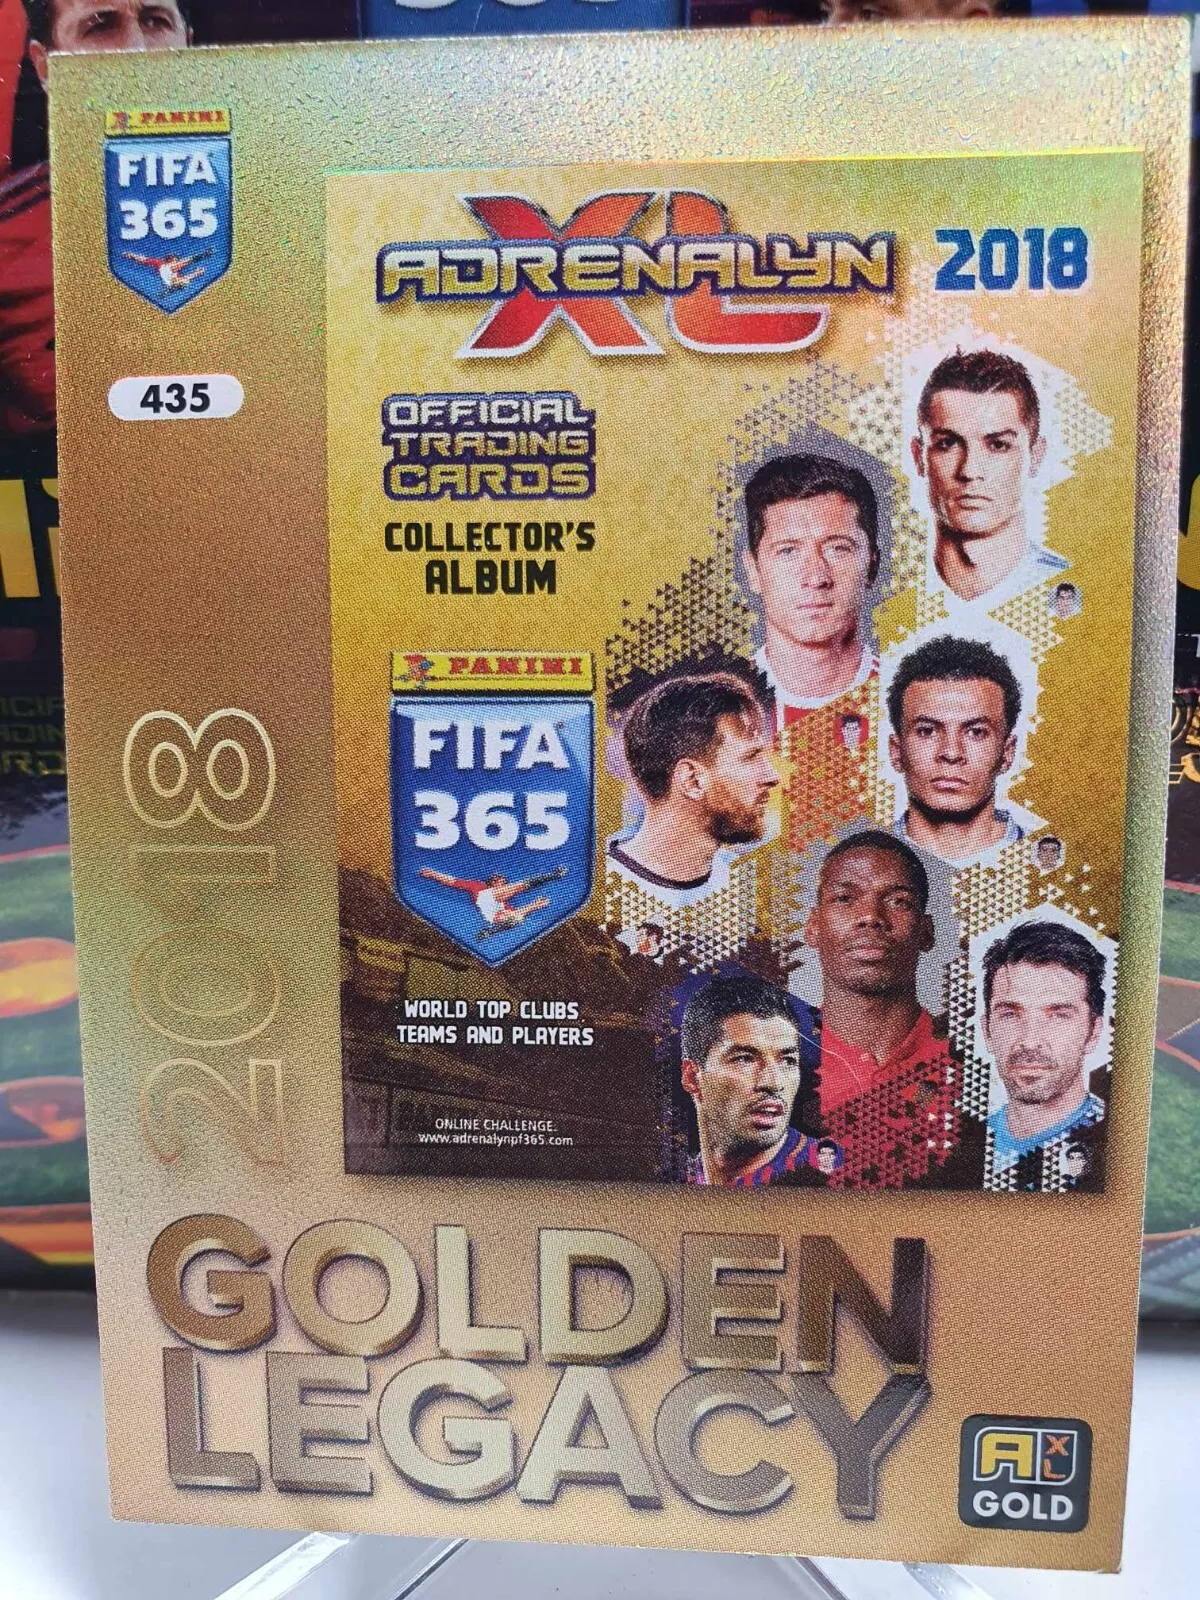 PANINI
FIFA
365
435
2018
ADRENALYN XL 2018
OFFICIAL
TRADING
CARDS
COLLECTOR'S
ALBUM
PANINI
FIFA
365
WORLD TOP CLUBS,
TEAMS AND PLAYERS
ONLINE CHALLENGE:
www.adrenalynpf365.com
GOLDEN
LEGACY
A XL
GOLD